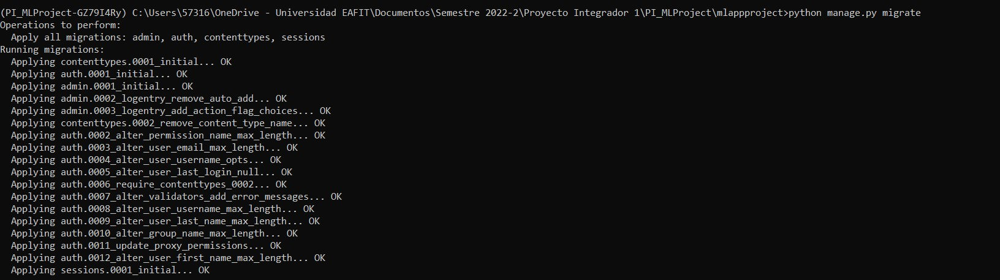 (PI_MLProject-GZ79I4Ry) C:\Users\57316\OneDrive - Universidad EAFIT\Documentos\Semestre 2022-2\Proyecto Integrador 1\PI_MLProject\mlappproject>python manage.py migrate
Operations to perform:
  Apply all migrations: admin, auth, contenttypes, sessions
Running migrations:
  Applying contenttypes.0001_initial... OK
  Applying auth.0001_initial... OK
  Applying admin.0001_initial... OK
  Applying admin.0002_logentry_remove_auto_add... OK
  Applying admin.0003_logentry_add_action_flag_choices... OK
  Applying contenttypes.0002_remove_content_type_name... OK
  Applying auth.0002_alter_permission_name_max_length... OK
  Applying auth.0003_alter_user_email_max_length... OK
  Applying auth.0004_alter_user_username_opts... OK
  Applying auth.0005_alter_user_last_login_null... OK
  Applying auth.0006_require_contenttypes_0002... OK
  Applying auth.0007_alter_validators_add_error_messages... OK
  Applying auth.0008_alter_user_username_max_length... OK
  Applying auth.0009_alter_user_last_name_max_length... OK
  Applying auth.0010_alter_group_name_max_length... OK
  Applying auth.0011_update_proxy_permissions... OK
  Applying auth.0012_alter_user_first_name_max_length... OK
  Applying sessions.0001_initial... OK